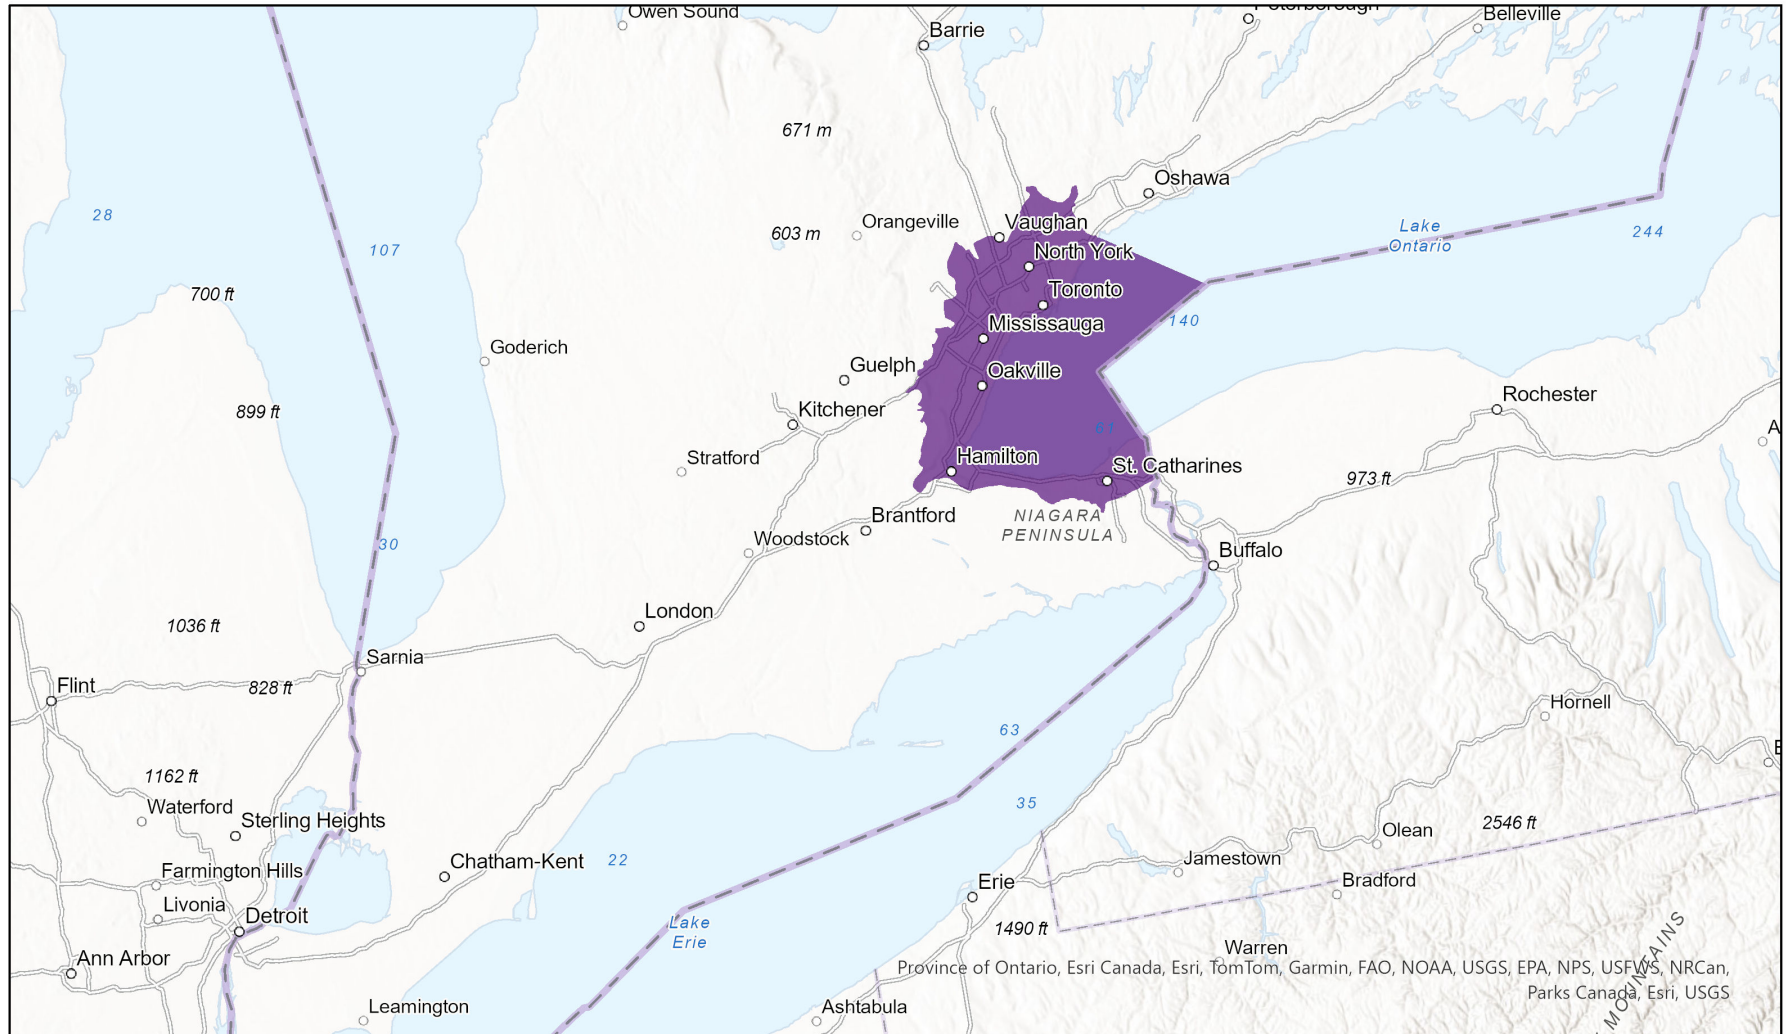 Owen Sound
Barrie
Peterborough
Belleville
671 m
Oshawa
28
107
603 m
Orangeville
Vaughan
Lake
Ontario
244
North York
700 ft
Toronto
140
Mississauga
Goderich
Guelph
Oakville
Rochester
899 ft
Kitchener
61
A
Stratford
Hamilton
St. Catharines
973 ft
30
Woodstock
Brantford
NIAGARA
PENINSULA
Buffalo
London
1036 ft
Sarnia
Flint
828 ft
Hornell
63
1162 ft
Waterford
Sterling Heights
35
2546 ft
Olean
Farmington Hills
Chatham-Kent
22
Jamestown
Bradford
Livonia
Erie
Detroit
Lake
Erie
1490 ft
Warren
Ann Arbor
MOUNTAINS
Leamington
Ashtabula
Province of Ontario, Esri Canada, Esri, TomTom, Garmin, FAO, NOAA, USGS, EPA, NPS, USFWS, NRCan,
Parks Canada, Esri, USGS